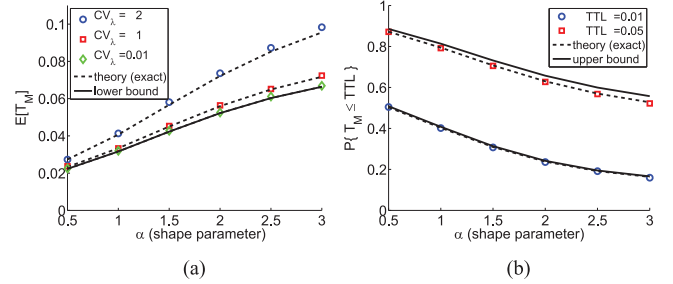 0.1
0.08
0.06
0.04
0.02
0
E[T_M]
CV_λ = 2
CV_λ = 1
CV_λ = 0.01
theory (exact)
lower bound
0.5 1 1.5 2 2.5 3
α (shape parameter)
(a)
1
0.8
0.6
0.4
0.2
0
P{ T_M ≤ TTL }
TTL =0.01
TTL =0.05
theory (exact)
upper bound
0.5 1 1.5 2 2.5 3
α (shape parameter)
(b)